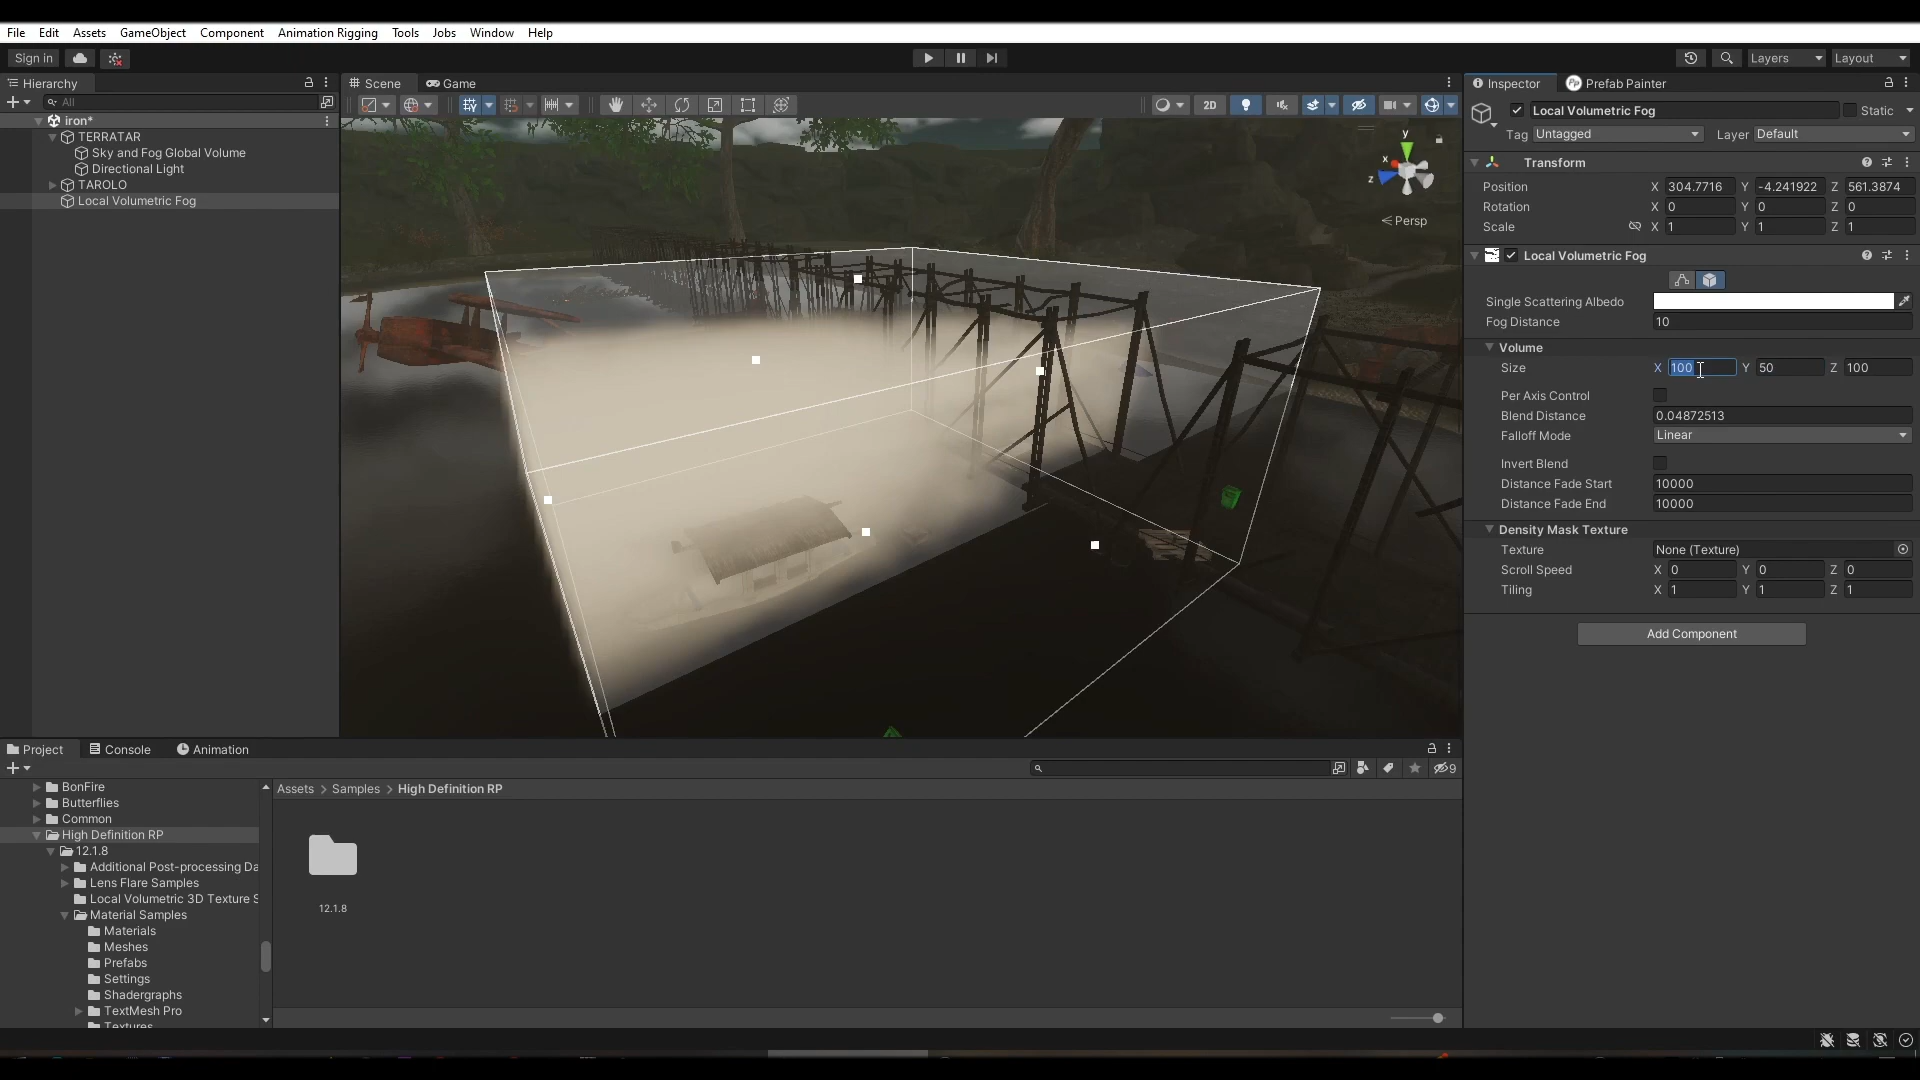 File Edit Assets GameObject Component Animation Rigging Tools Jobs Window Help
Sign in
Layers Layout
Hierarchy
Scene Game
Inspector Prefab Painter
All
2D
iron*
TERRATAR
Sky and Fog Global Volume
Directional Light
TAROLO
Local Volumetric Fog
y
x
z
Persp
Local Volumetric Fog Static
Tag Untagged Layer Default
Transform
Position X 304.7716 Y -4.241922 Z 561.3874
Rotation X 0 Y 0 Z 0
Scale X 1 Y 1 Z 1
Local Volumetric Fog
Single Scattering Albedo
Fog Distance 10
Volume
Size X 100 Y 50 Z 100
Per Axis Control
Blend Distance 0.04872513
Falloff Mode Linear
Invert Blend
Distance Fade Start 10000
Distance Fade End 10000
Density Mask Texture
Texture None (Texture)
Scroll Speed X 0 Y 0 Z 0
Tiling X 1 Y 1 Z 1
Add Component
Project Console Animation
9
BonFire
Butterflies
Common
High Definition RP
12.1.8
Additional Post-processing Da
Lens Flare Samples
Local Volumetric 3D Texture S
Material Samples
Materials
Meshes
Prefabs
Settings
Shadergraphs
TextMesh Pro
Textures
Assets > Samples > High Definition RP
12.1.8